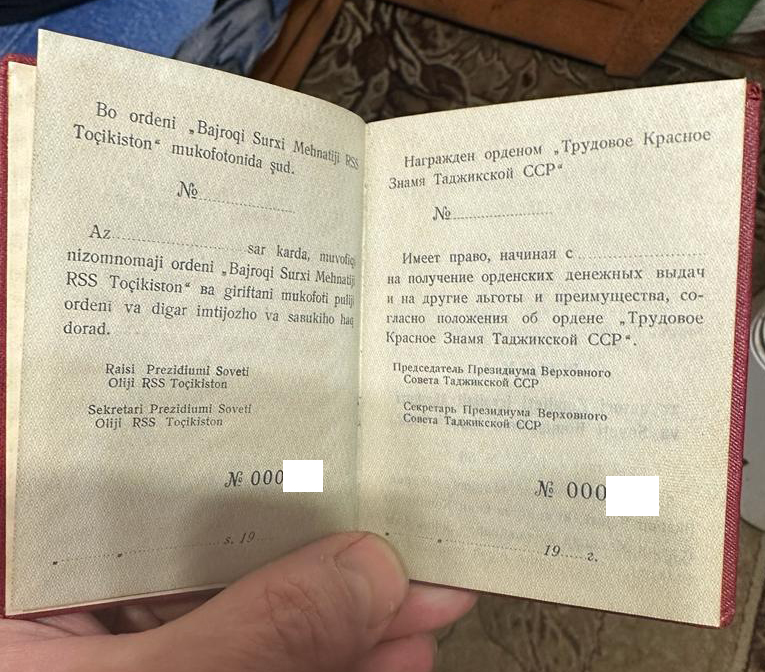 Bo ordeni „Bajroqi Surxi Mehnatiji RSS
Toçikiston“ mukofotonida şud.
№
Az sar karda, muvofiq
nizomnomaji ordeni „Bajroqi Surxi Mehnatiji
RSS Toçikiston“ ʙa giriftani mukofoti puliji
ordeni va digar imtijozho va saʙukiho haq
dorad.
Raisi Prezidiumi Soveti
Oliji RSS Toçikiston
Sekretari Prezidiumi Soveti
Oliji RSS Toçikiston
№ 000
s. 19
Награжден орденом „Трудовое Красное
Знамя Таджикской ССР“
№
Имеет право, начиная с
на получение орденских денежных выдач
и на другие льготы и преимущества, со-
гласно положения об ордене „Трудовое
Красное Знамя Таджикской ССР“.
Председатель Президиума Верховного
Совета Таджикской ССР
Секретарь Президиума Верховного
Совета Таджикской ССР
№ 000
19 г.